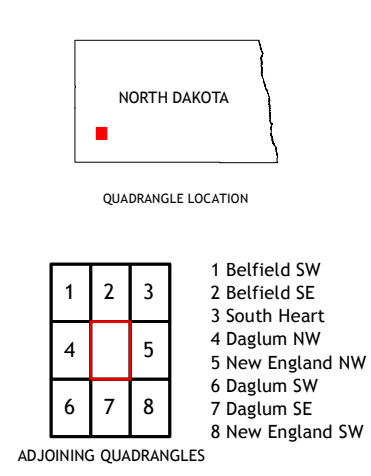 NORTH DAKOTA
QUADRANGLE LOCATION
1 2 3
4 5
6 7 8
1 Belfield SW
2 Belfield SE
3 South Heart
4 Daglum NW
5 New England NW
6 Daglum SW
7 Daglum SE
8 New England SW
ADJOINING QUADRANGLES